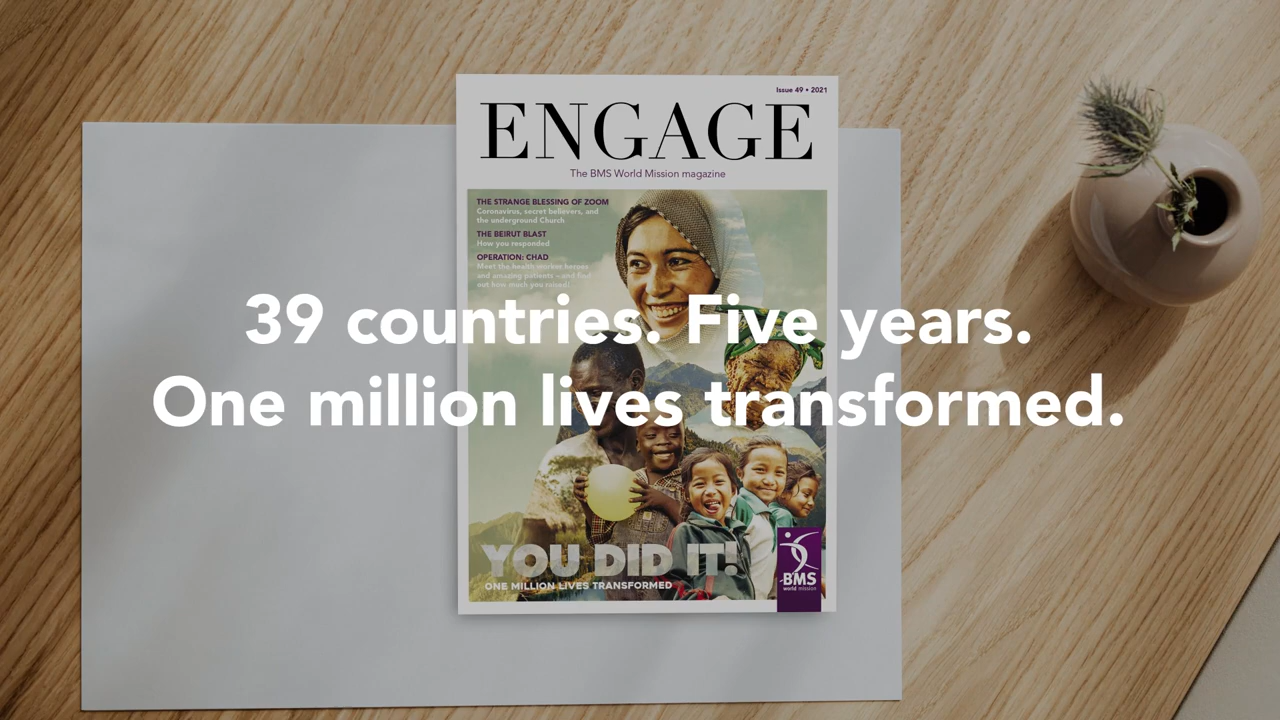 Issue 49 • 2021
ENGAGE
The BMS World Mission magazine
THE STRANGE BLESSING OF ZOOM
Coronavirus, secret believers, and
the underground Church
THE BEIRUT BLAST
How you responded
OPERATION: CHAD
Meet the health worker heroes
and amazing patients – and find
out how much you raised!
39 countries. Five years.
One million lives transformed.
YOU DID IT!
ONE MILLION LIVES TRANSFORMED
BMS
world mission